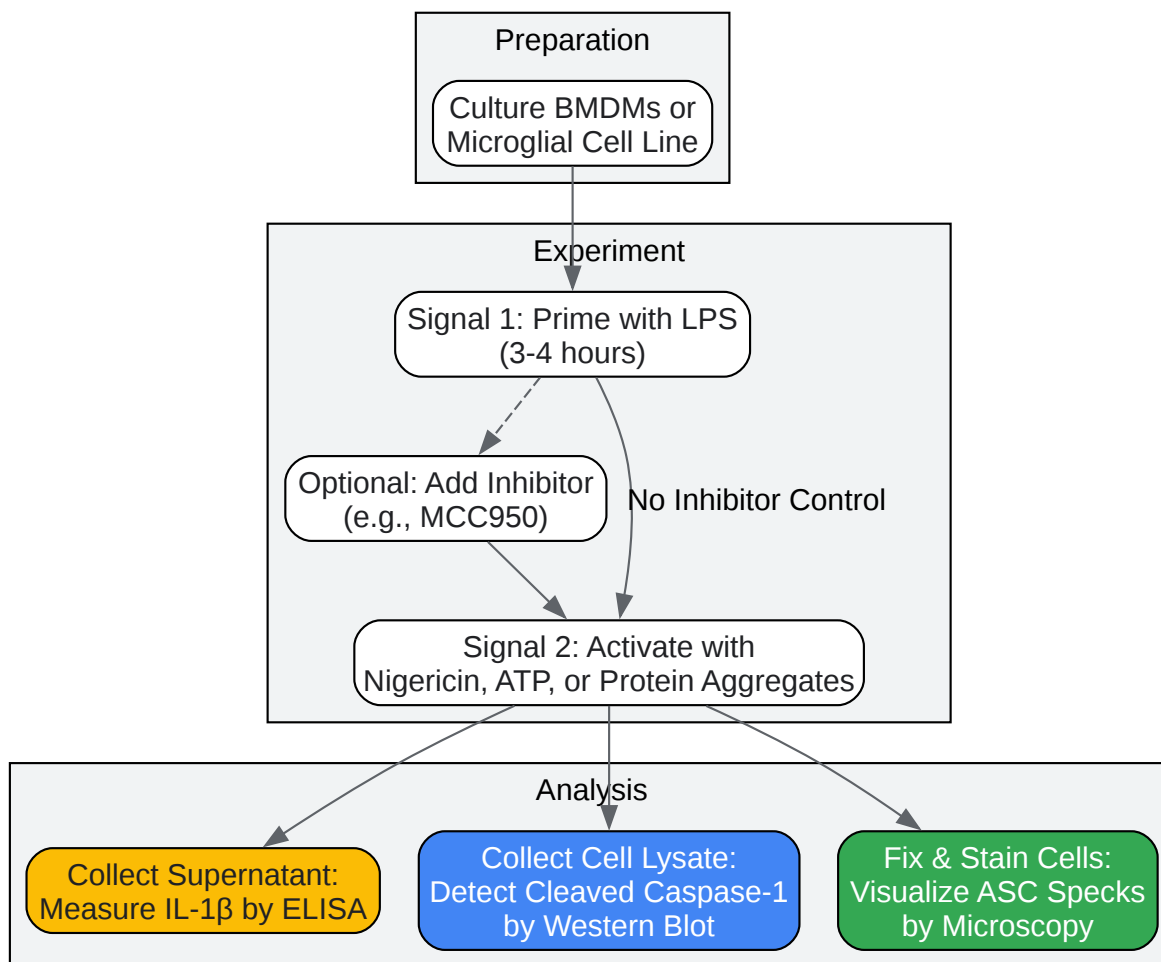 Preparation
Culture BMDMs or
Microglial Cell Line
Experiment
Signal 1: Prime with LPS
(3-4 hours)
Optional: Add Inhibitor
(e.g., MCC950)
No Inhibitor Control
Signal 2: Activate with
Nigericin, ATP, or Protein Aggregates
Analysis
Collect Supernatant:
Measure IL-1β by ELISA
Collect Cell Lysate:
Detect Cleaved Caspase-1
by Western Blot
Fix & Stain Cells:
Visualize ASC Specks
by Microscopy